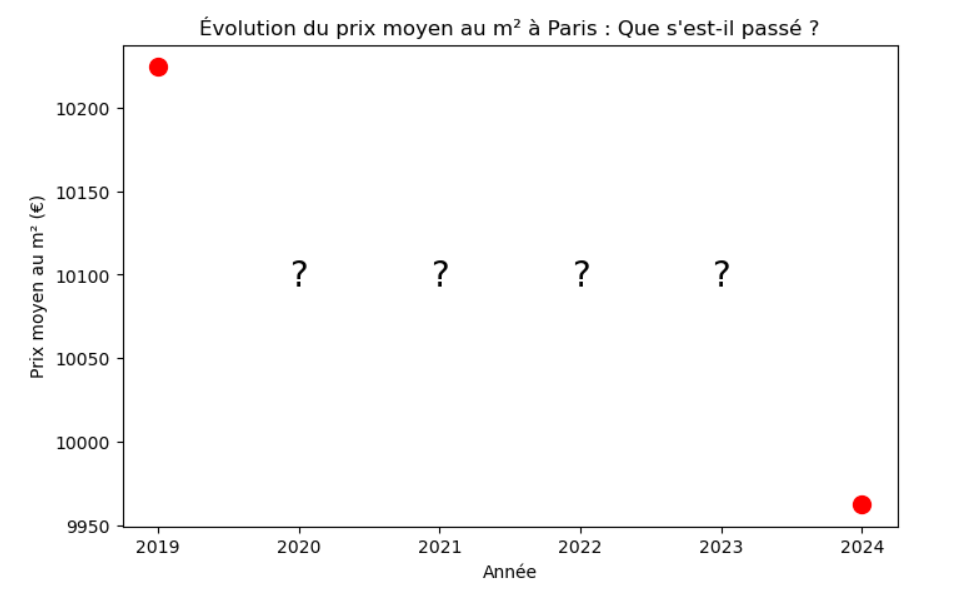 Évolution du prix moyen au m² à Paris : Que s'est-il passé ?
Prix moyen au m² (€)
10200
10150
10100
10050
10000
9950
? ? ? ?
2019 2020 2021 2022 2023 2024
Année